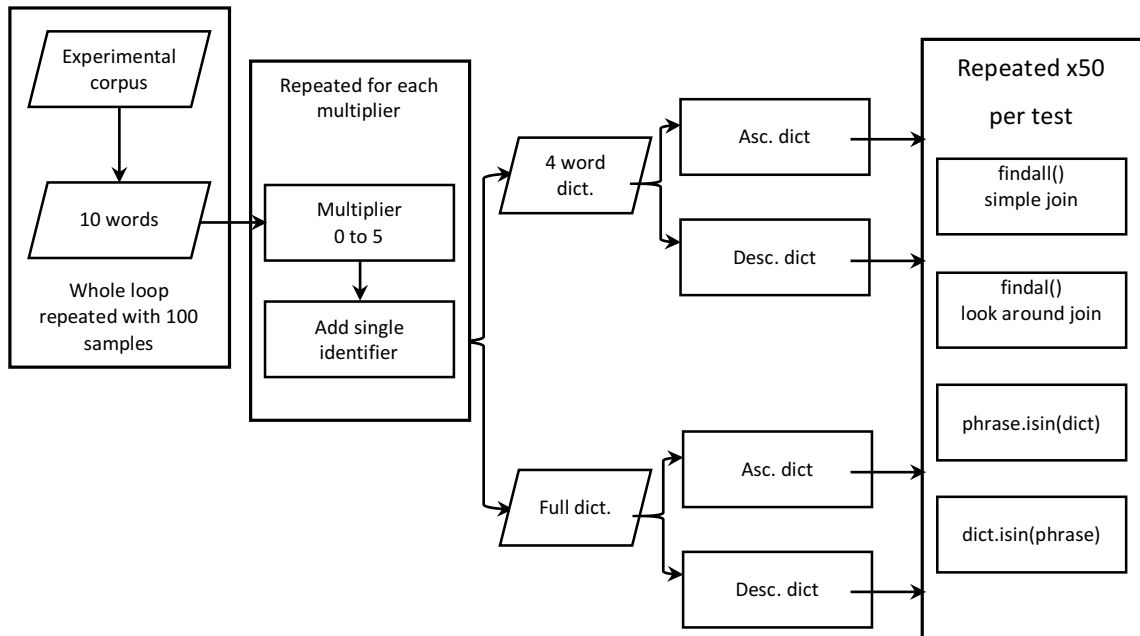 Experimental
corpus
10 words
Whole loop
repeated with 100
samples
Repeated for each
multiplier
Multiplier
0 to 5
Add single
identifier
4 word
dict.
Full dict.
Asc. dict
Desc. dict
Asc. dict
Desc. dict
Repeated x50
per test
findall()
simple join
findal()
look around join
phrase.isin(dict)
dict.isin(phrase)